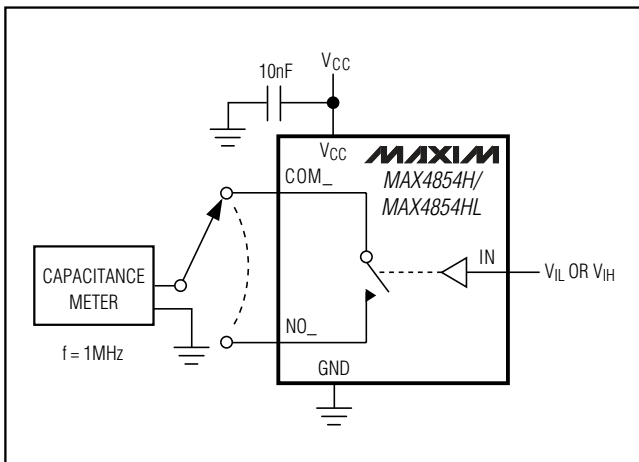 VCC
10nF
VCC
MAXIM
MAX4854H/
MAX4854HL
COM_
IN
VIL OR VIH
CAPACITANCE
METER
NO_
f = 1MHz
GND